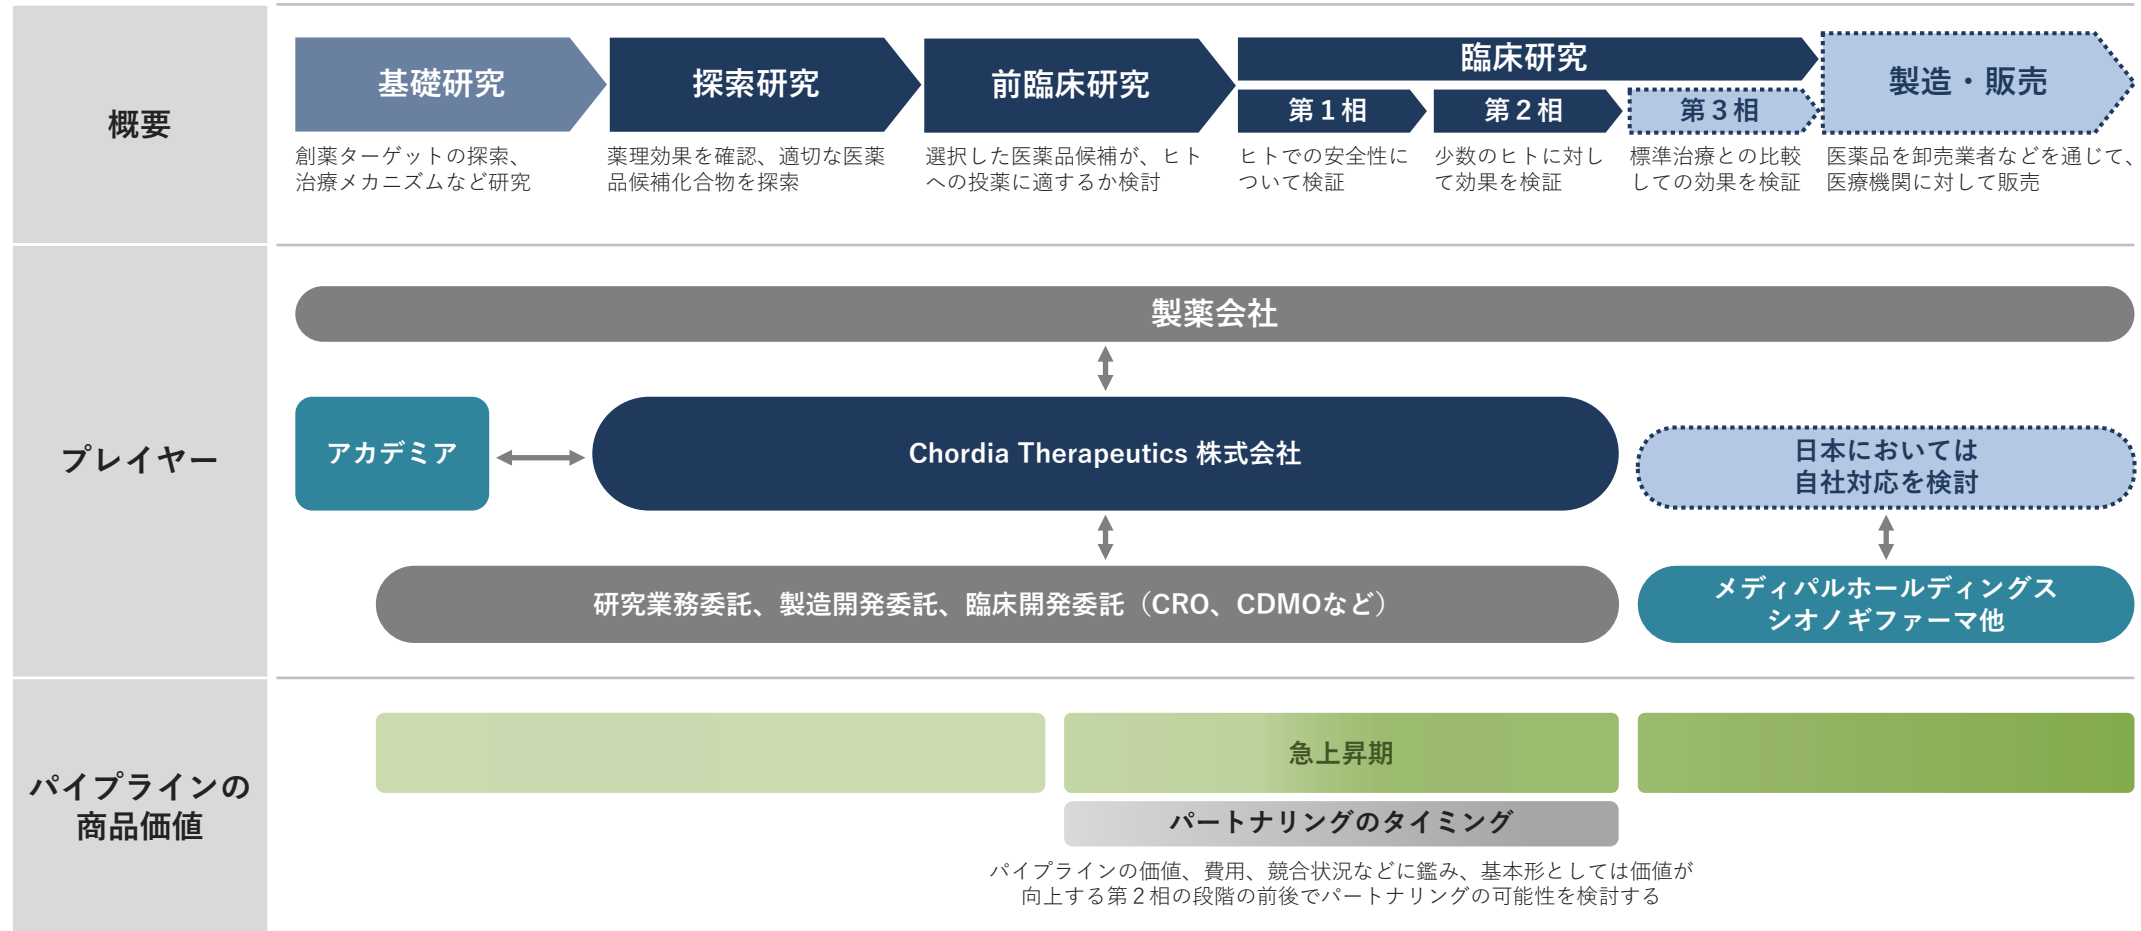 概要
基礎研究
探索研究
前臨床研究
臨床研究
第１相
第２相
第３相
製造・販売
創薬ターゲットの探索、
治療メカニズムなど研究
薬理効果を確認、適切な医薬
品候補化合物を探索
選択した医薬品候補が、ヒト
への投薬に適するか検討
ヒトでの安全性に
ついて検証
少数のヒトに対し
て効果を検証
標準治療との比較
しての効果を検証
医薬品を卸売業者などを通じて、
医療機関に対して販売
プレイヤー
製薬会社
アカデミア
Chordia Therapeutics 株式会社
日本においては
自社対応を検討
研究業務委託、製造開発委託、臨床開発委託（CRO、CDMOなど）
メディパルホールディングス
シオノギファーマ他
パイプラインの
商品価値
急上昇期
パートナリングのタイミング
パイプラインの価値、費用、競合状況などに鑑み、基本形としては価値が
向上する第２相の段階の前後でパートナリングの可能性を検討する